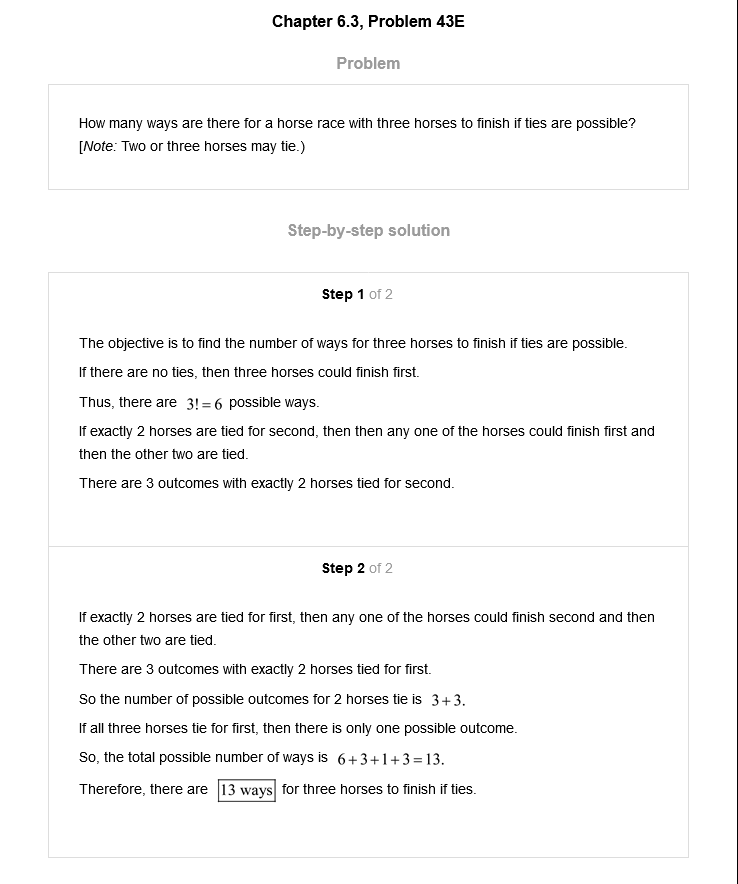 Chapter 6.3, Problem 43E
Problem
How many ways are there for a horse race with three horses to finish if ties are possible?
[Note: Two or three horses may tie.)
Step-by-step solution
Step 1 of 2
The objective is to find the number of ways for three horses to finish if ties are possible.
If there are no ties, then three horses could finish first.
Thus, there are 3! = 6 possible ways.
If exactly 2 horses are tied for second, then then any one of the horses could finish first and
then the other two are tied.
There are 3 outcomes with exactly 2 horses tied for second.
Step 2 of 2
If exactly 2 horses are tied for first, then any one of the horses could finish second and then
the other two are tied.
There are 3 outcomes with exactly 2 horses tied for first.
So the number of possible outcomes for 2 horses tie is 3+3.
If all three horses tie for first, then there is only one possible outcome.
So, the total possible number of ways is 6+3+1+3=13.
Therefore, there are 13 ways for three horses to finish if ties.